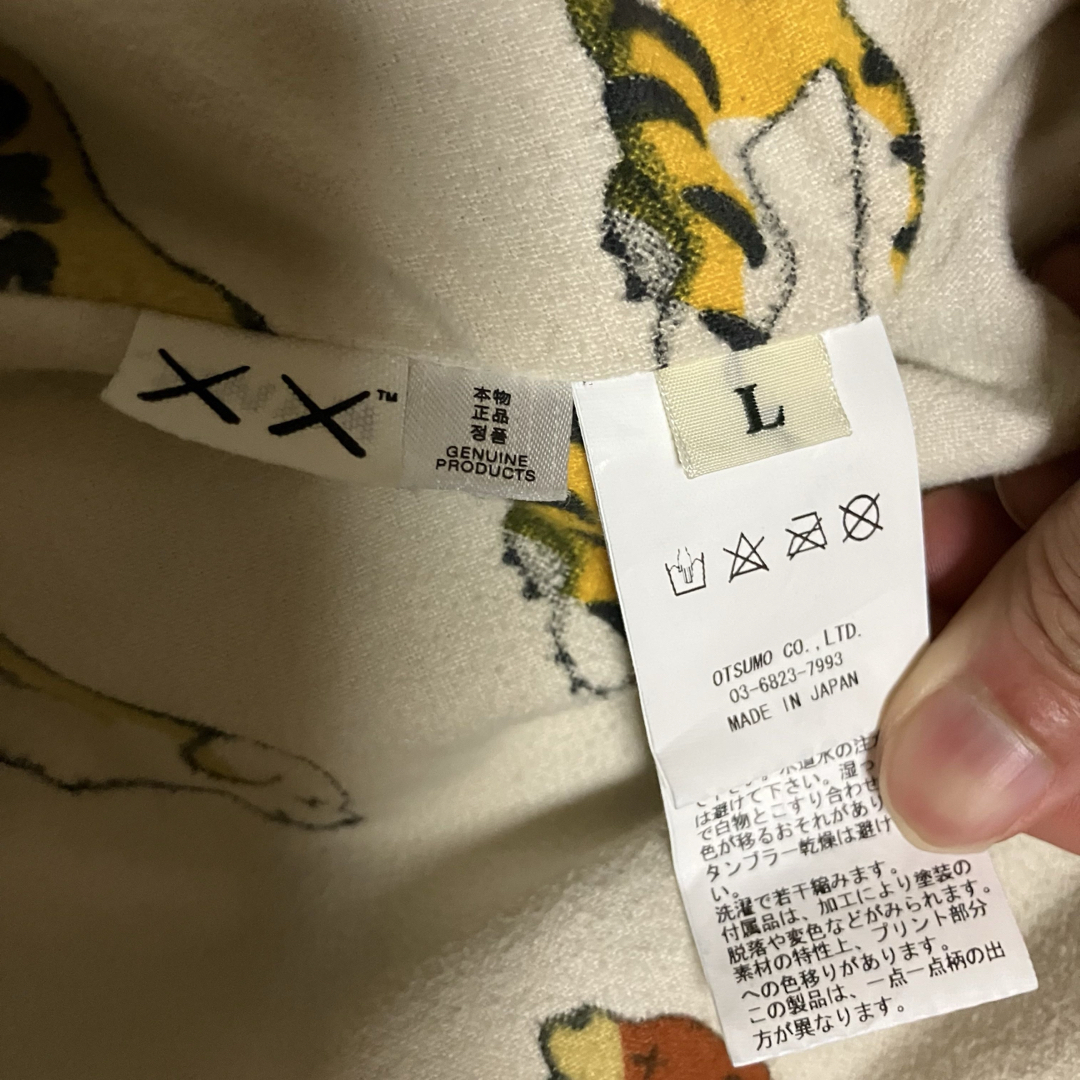 XX™
本物
正品
정품
GENUINE
PRODUCTS
L
OTSUMO CO.,LTD.
03-6823-7993
MADE IN JAPAN
水道水の注
は避けて下さい。湿っ
で白物とこすり合わせ
色が移るおそれがあり
タンブラー乾燥は避け
い。
洗濯で若干縮みます。
付属品は、加工により塗装の
脱落や変色などがみられます。
素材の特性上、プリント部分
への色移りがあります。
この製品は、一点一点柄の出
方が異なります。